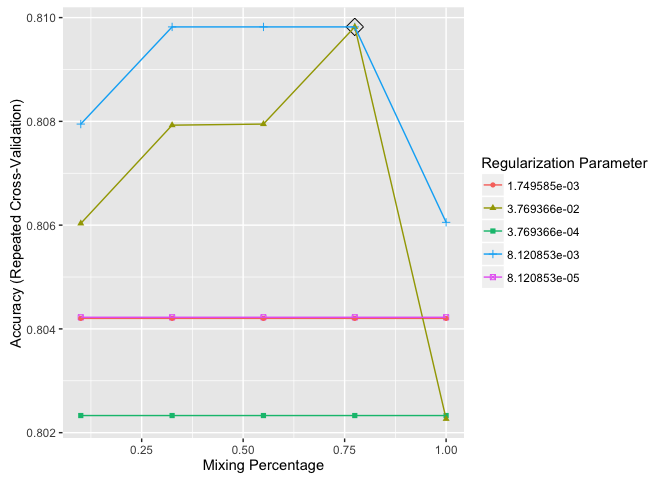 Accuracy (Repeated Cross-Validation)
0.810
0.808
0.806
0.804
0.802
0.25
0.50
0.75
1.00
Mixing Percentage
Regularization Parameter
1.749585e-03
3.769366e-02
3.769366e-04
8.120853e-03
8.120853e-05